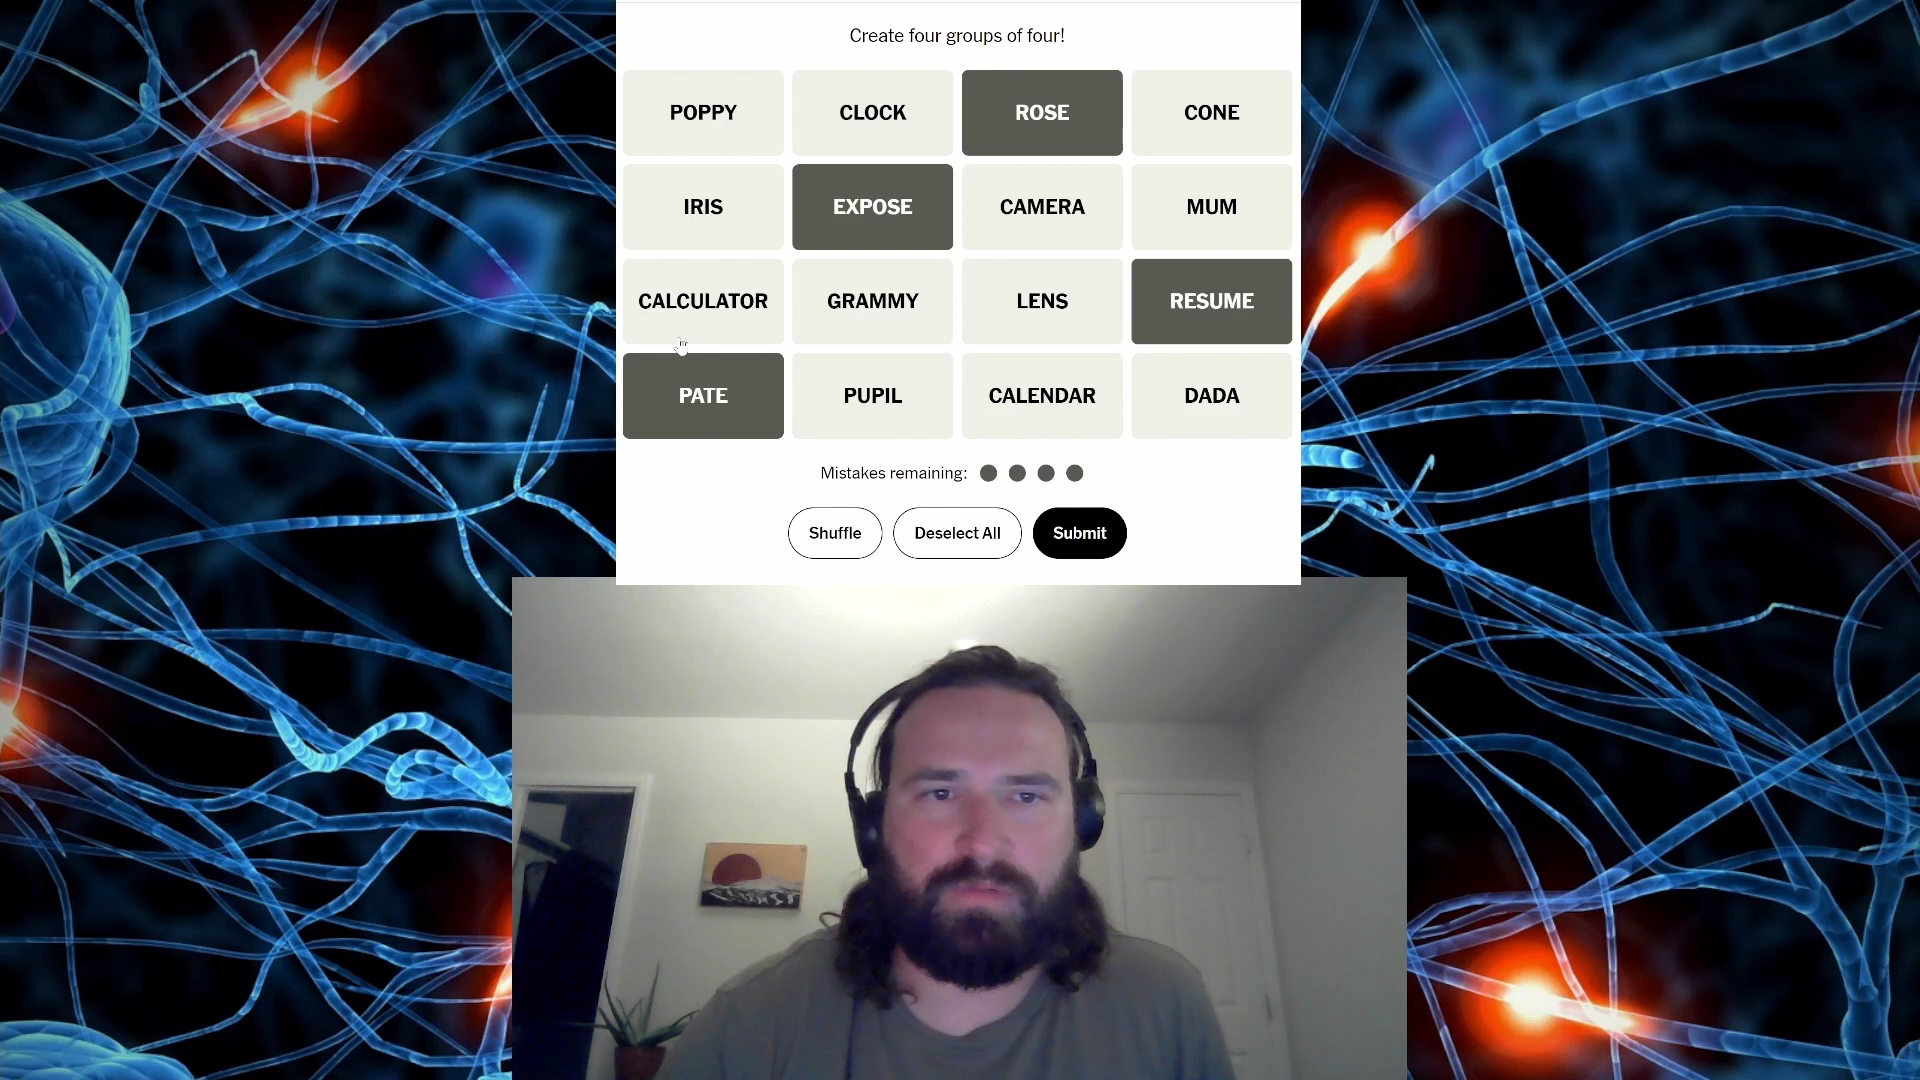 Create four groups of four!
POPPY CLOCK ROSE CONE
IRIS EXPOSE CAMERA MUM
CALCULATOR GRAMMY LENS RESUME
PATE PUPIL CALENDAR DADA
Mistakes remaining:
Shuffle Deselect All Submit